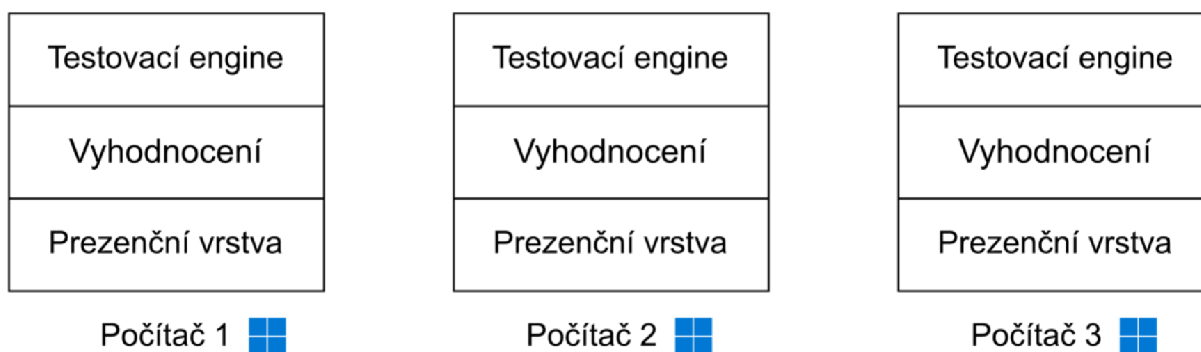 Testovací engine
Vyhodnocení
Prezenční vrstva
Počítač 1
Testovací engine
Vyhodnocení
Prezenční vrstva
Počítač 2
Testovací engine
Vyhodnocení
Prezenční vrstva
Počítač 3